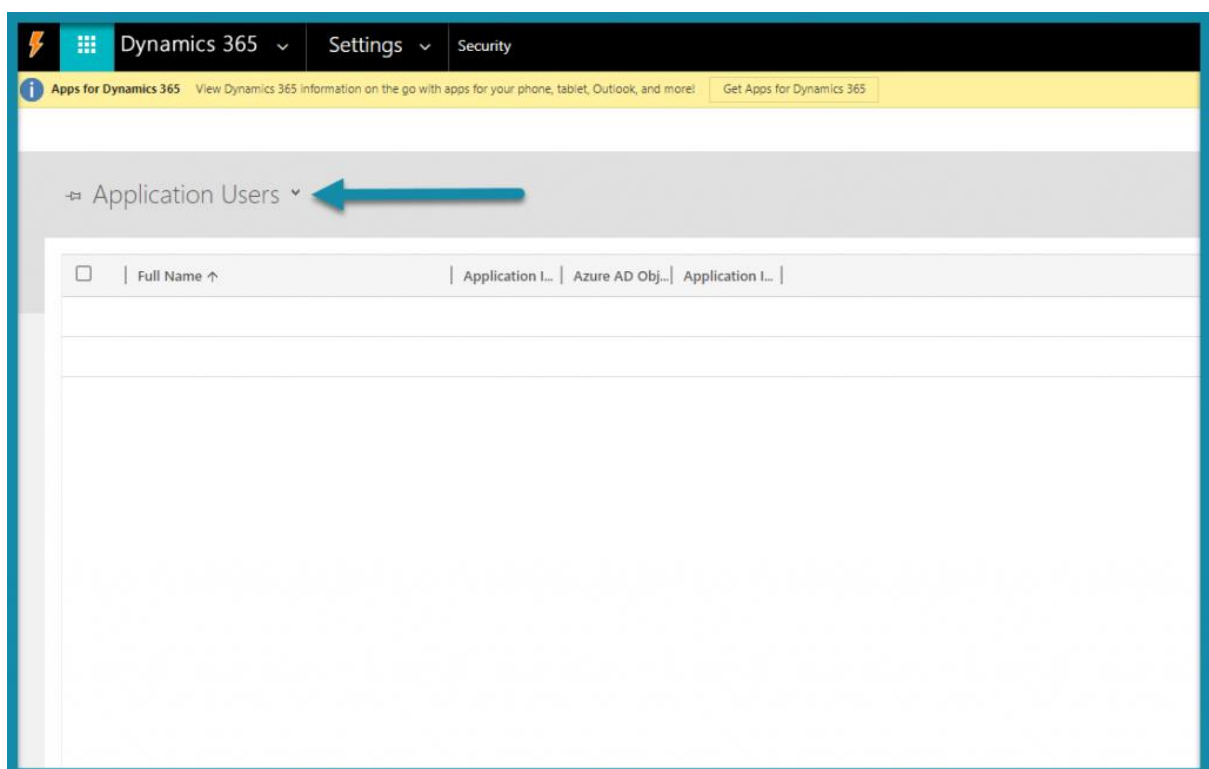 Dynamics 365 Settings Security
Apps for Dynamics 365 View Dynamics 365 information on the go with apps for your phone, tablet, Outlook, and more! Get Apps for Dynamics 365
Application Users
Full Name Application I... Azure AD Obj... Application I...